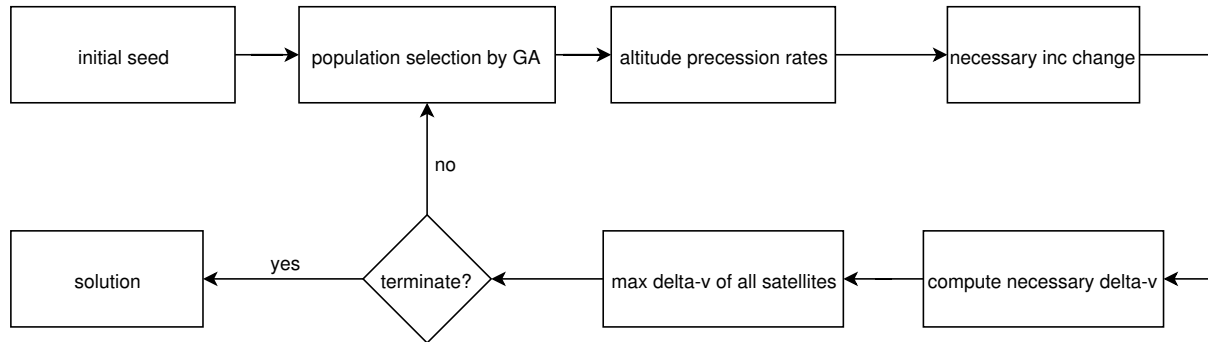 initial seed
population selection by GA
altitude precession rates
necessary inc change
no
solution
yes
terminate?
max delta-v of all satellites
compute necessary delta-v